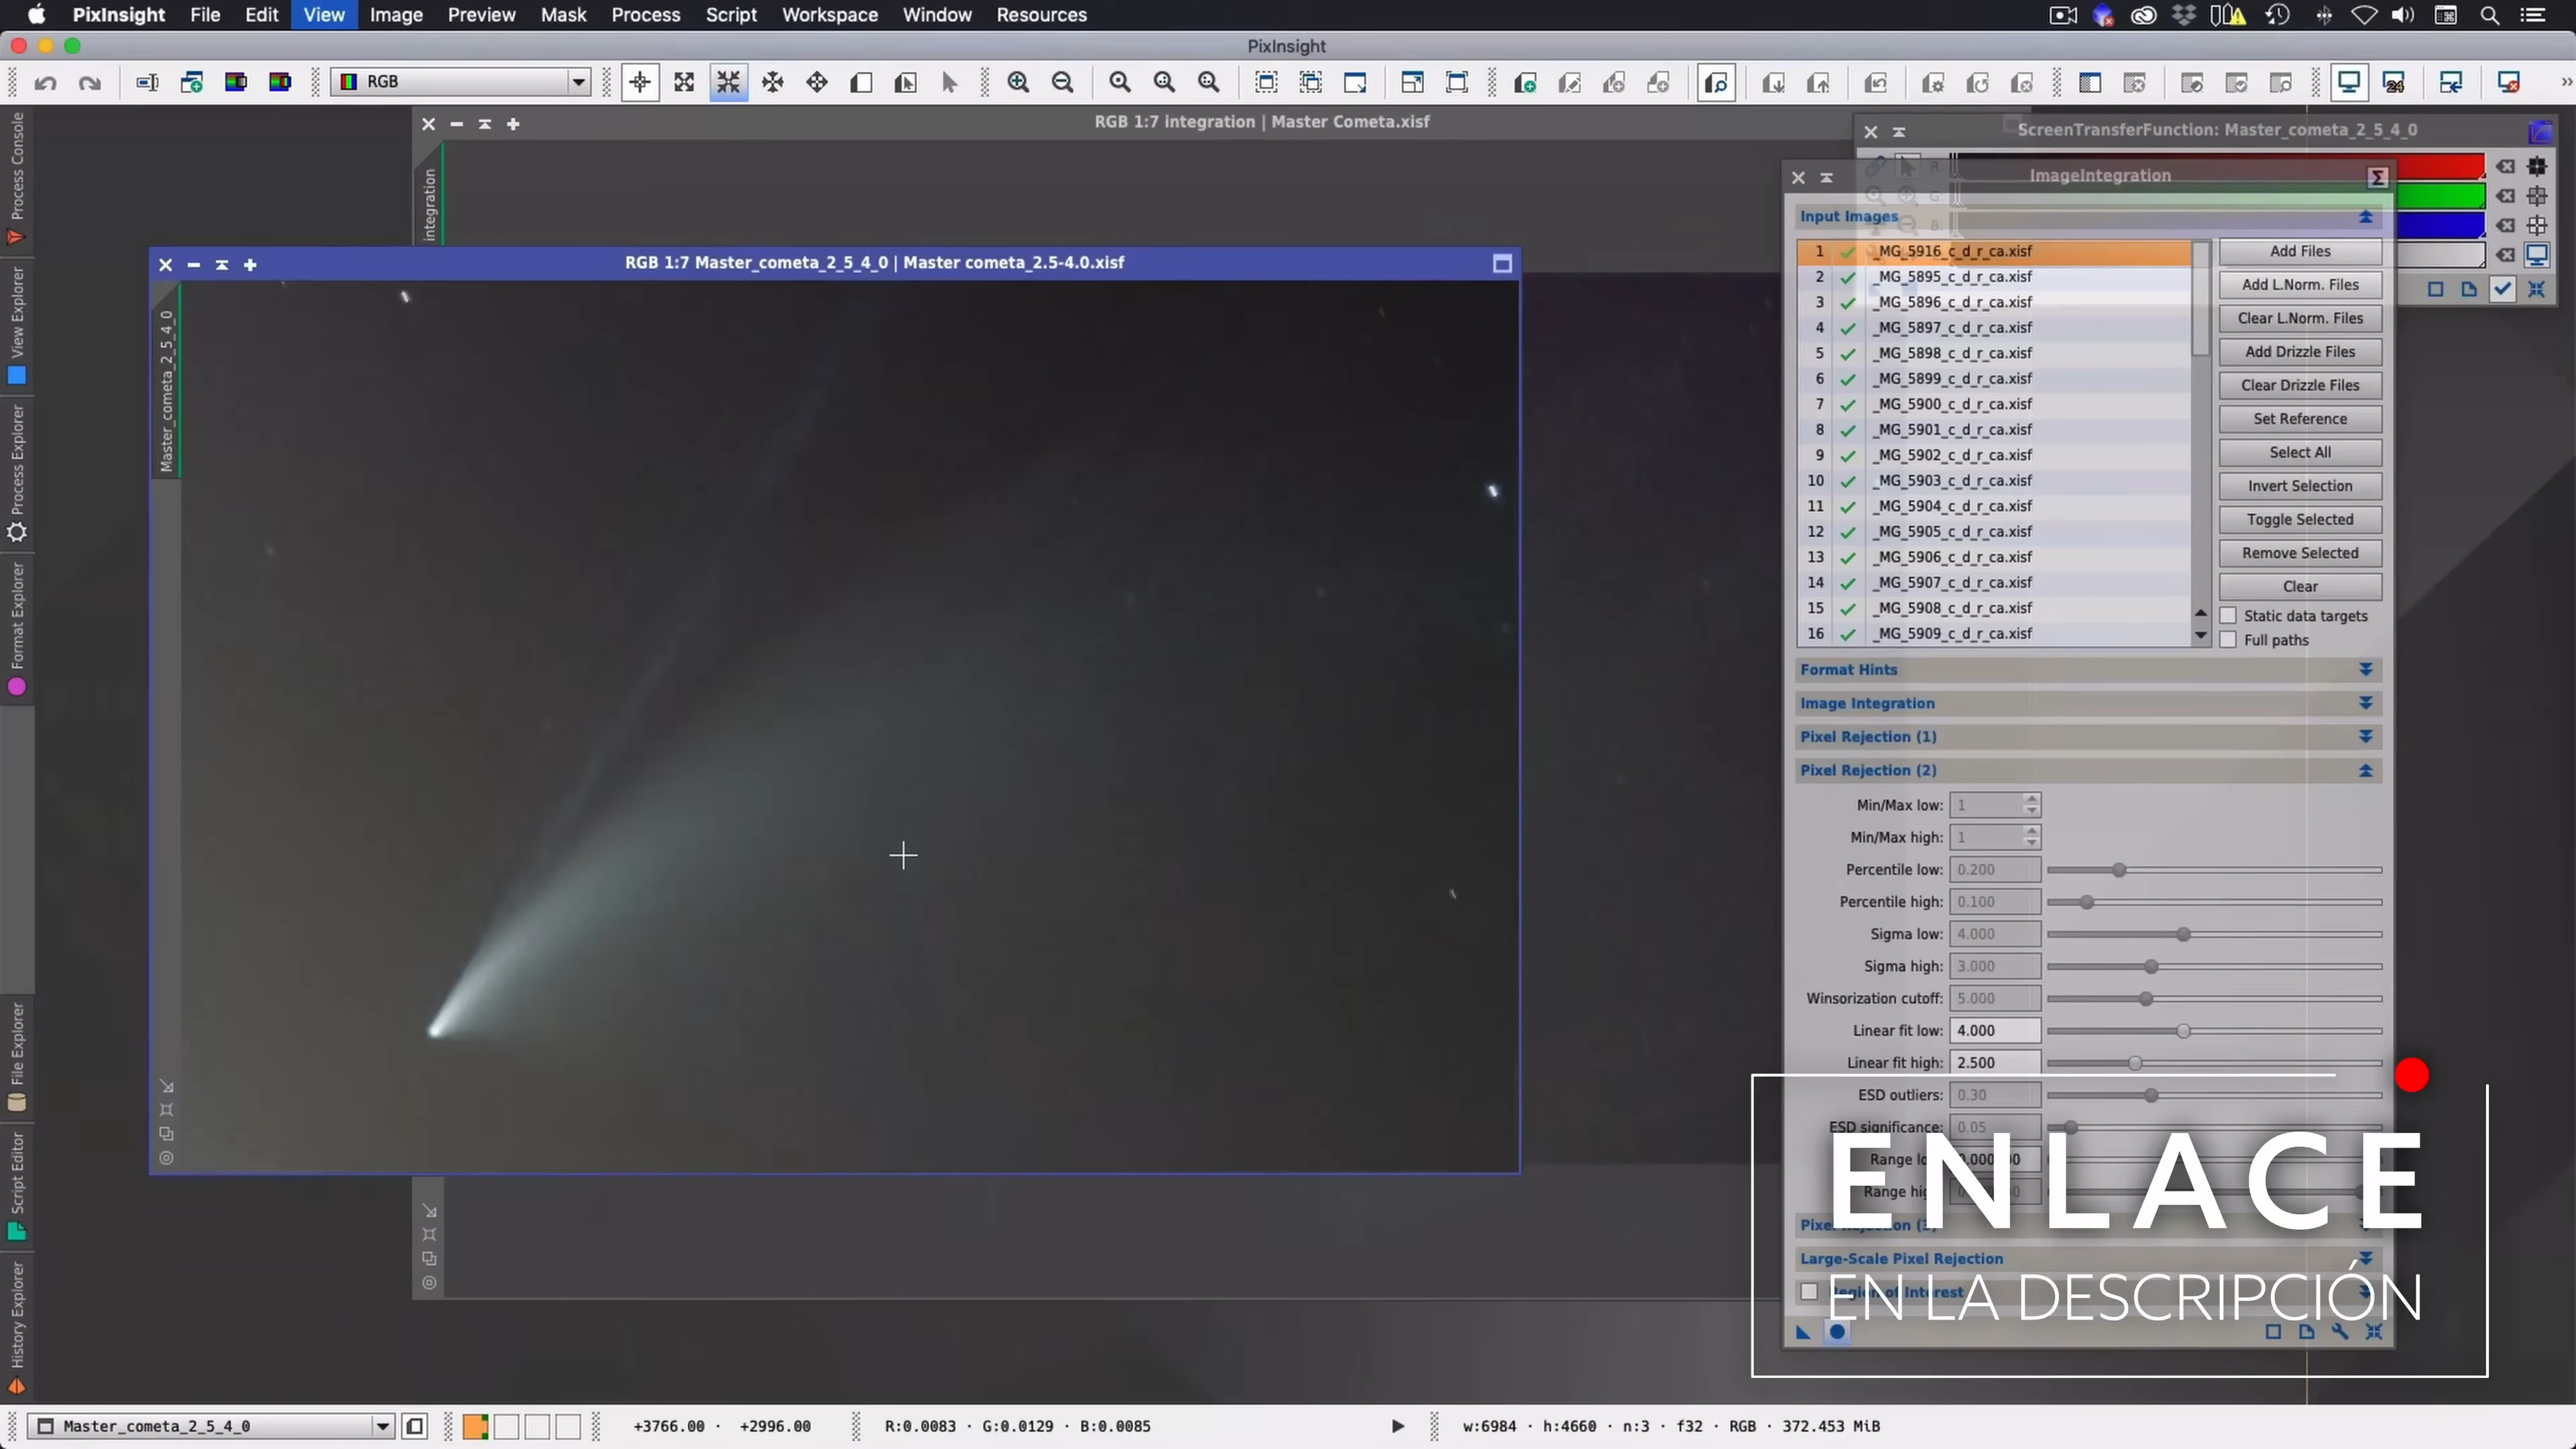 PixInsight File Edit View Image Preview Mask Process Script Workspace Window Resources
PixInsight
RGB
24
Process Console
View Explorer
Process Explorer
Format Explorer
File Explorer
Script Editor
History Explorer
RGB 1:7 integration | Master Cometa.xisf
integration
RGB 1:7 Master_cometa_2_5_4_0 | Master cometa_2.5-4.0.xisf
Master_cometa_2_5_4_0
ScreenTransferFunction: Master_cometa_2_5_4_0
R:
G:
B:
ImageIntegration
Σ
Input Images
1 _MG_5916_c_d_r_ca.xisf
2 _MG_5895_c_d_r_ca.xisf
3 _MG_5896_c_d_r_ca.xisf
4 _MG_5897_c_d_r_ca.xisf
5 _MG_5898_c_d_r_ca.xisf
6 _MG_5899_c_d_r_ca.xisf
7 _MG_5900_c_d_r_ca.xisf
8 _MG_5901_c_d_r_ca.xisf
9 _MG_5902_c_d_r_ca.xisf
10 _MG_5903_c_d_r_ca.xisf
11 _MG_5904_c_d_r_ca.xisf
12 _MG_5905_c_d_r_ca.xisf
13 _MG_5906_c_d_r_ca.xisf
14 _MG_5907_c_d_r_ca.xisf
15 _MG_5908_c_d_r_ca.xisf
16 _MG_5909_c_d_r_ca.xisf
Add Files
Add L.Norm. Files
Clear L.Norm. Files
Add Drizzle Files
Clear Drizzle Files
Set Reference
Select All
Invert Selection
Toggle Selected
Remove Selected
Clear
Static data targets
Full paths
Format Hints
Image Integration
Pixel Rejection (1)
Pixel Rejection (2)
Min/Max low: 1
Min/Max high: 1
Percentile low: 0.200
Percentile high: 0.100
Sigma low: 4.000
Sigma high: 3.000
Winsorization cutoff: 5.000
Linear fit low: 4.000
Linear fit high: 2.500
ESD outliers: 0.30
ESD significance: 0.05
Range
Range
Pixel Rejection
Large-Scale Pixel Rejection
Region of Interest
ENLACE
EN LA DESCRIPCIÓN
Master_cometa_2_5_4_0
+3766.00 · +2996.00
R:0.0083 · G:0.0129 · B:0.0085
w:6984 · h:4660 · n:3 · f32 · RGB · 372.453 MiB